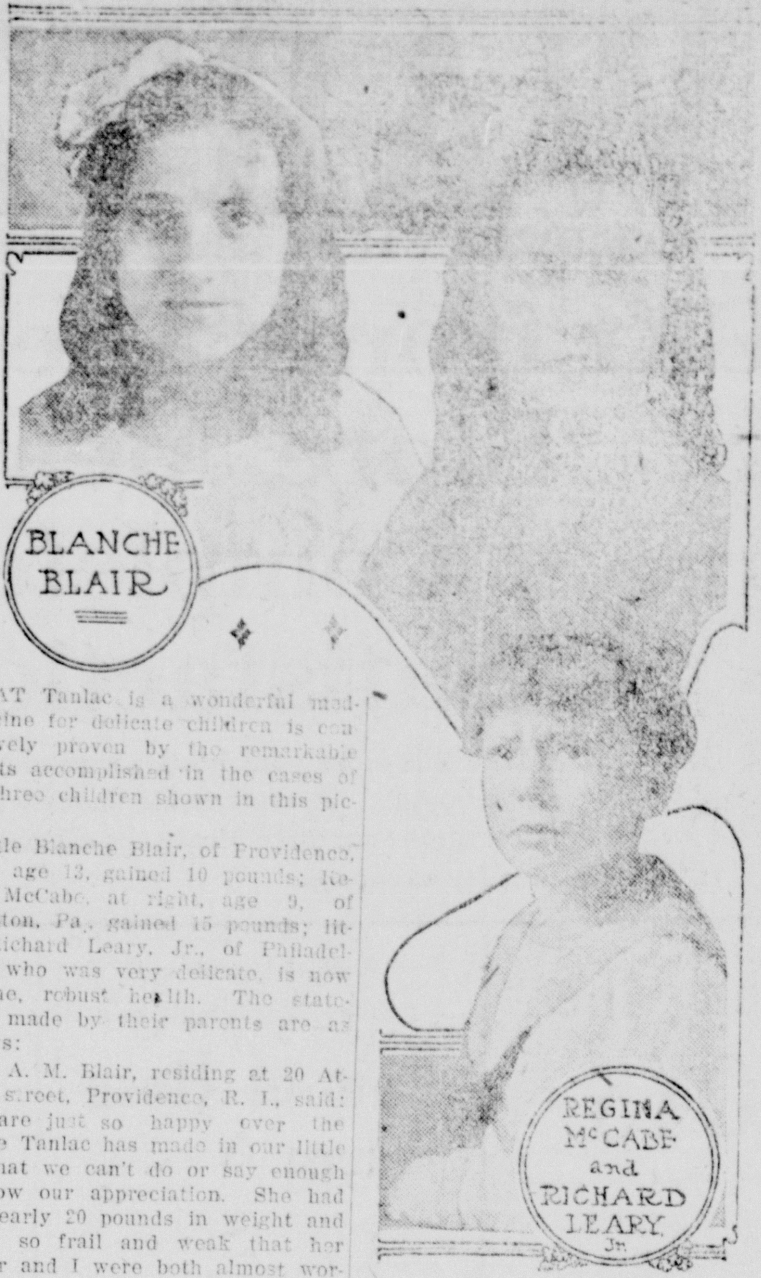 BLANCHE
BLAIR
AT Tanlac is a wonderful med-
ine for delicate children is con-
vely proven by the remarkable
ts accomplished in the cases of
hree children shown in this pic-
le Blanche Blair, of Providence,
age 13, gained 10 pounds; Re-
McCabe, at right, age 9, of
ton, Pa., gained 15 pounds; lit-
ichard Leary, Jr., of Philadel-
who was very delicate, is now
ne, robust health. The state-
made by their parents are as
s:
A. M. Blair, residing at 20 At-
street, Providence, R. I., said:
are just so happy over the
e Tanlac has made in our little
hat we can't do or say enough
ow our appreciation. She had
early 20 pounds in weight and
so frail and weak that her
r and I were both almost wor-
REGINA
McCABE
and
RICHARD
LEARY
Jr.